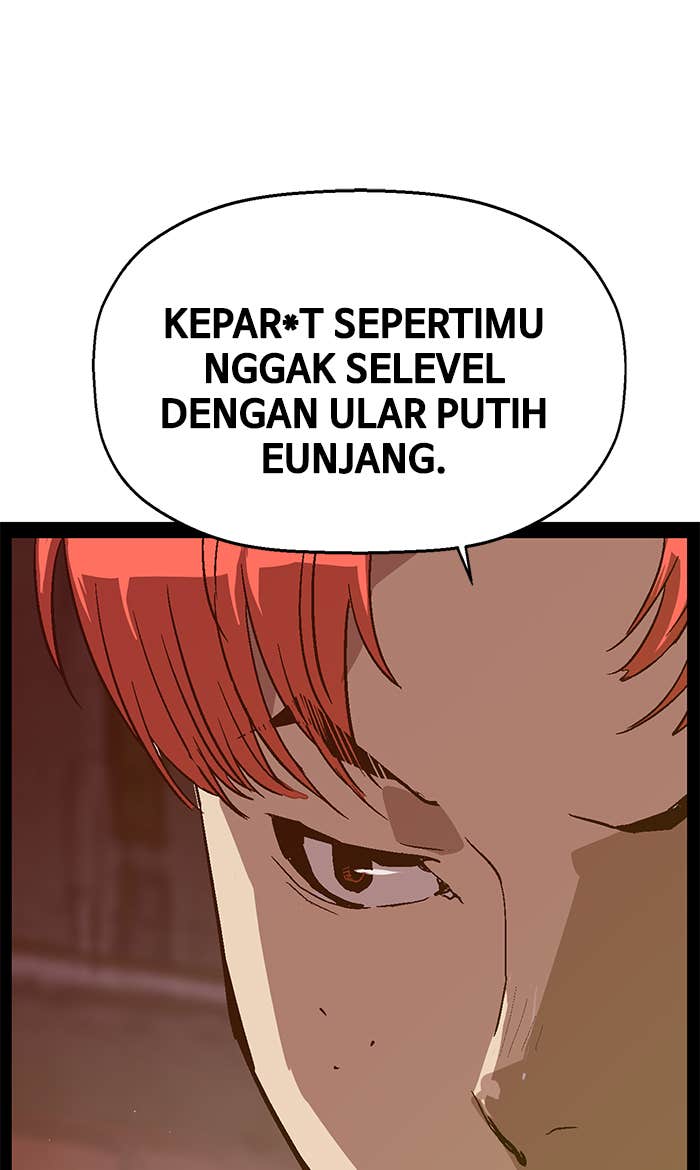 KEPAR*T SEPERTIMU
NGGAK SELEVEL
DENGAN ULAR PUTIH
EUNJANG.